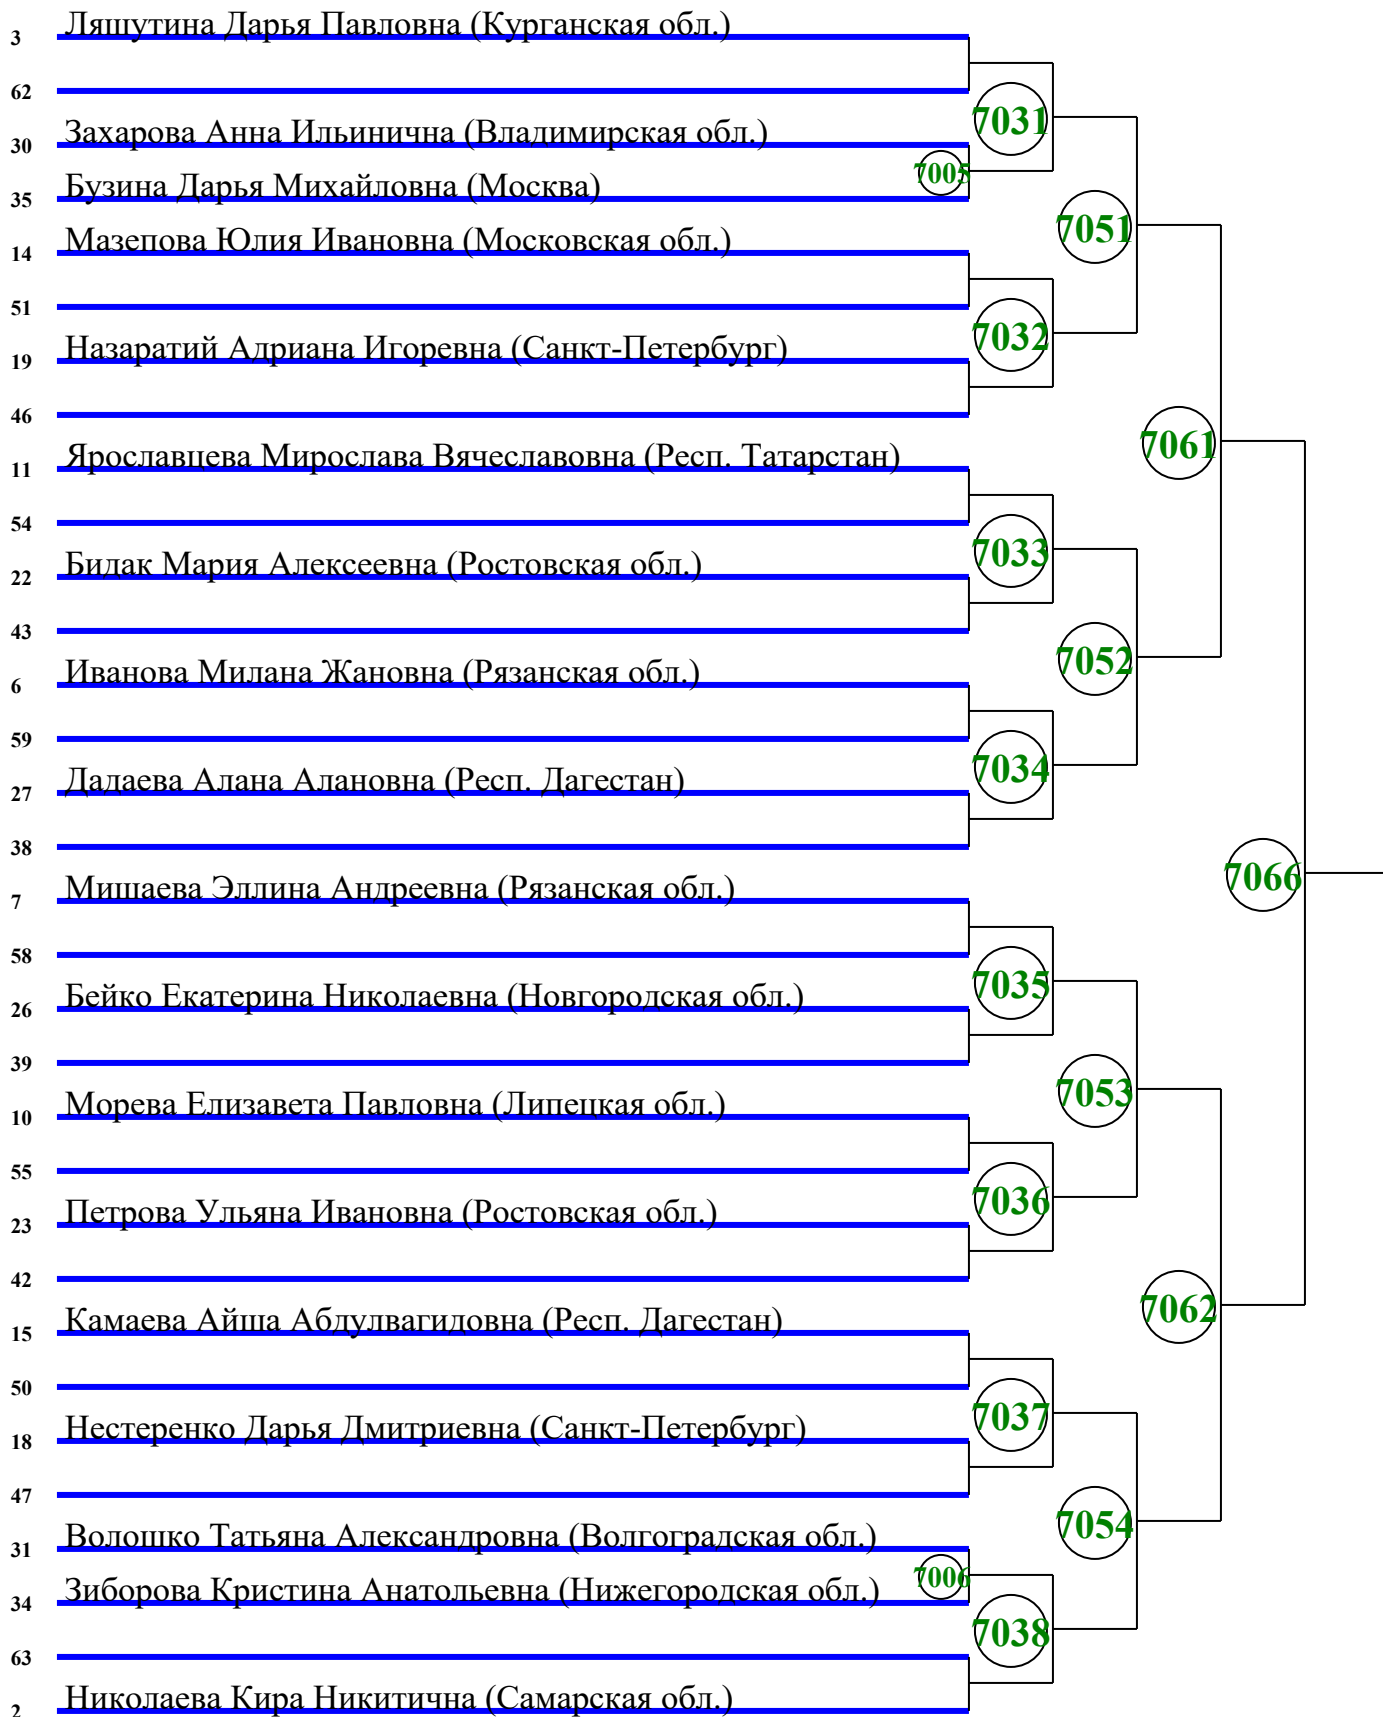 3 Ляшутина Дарья Павловна (Курганская обл.)
62
7031
30 Захарова Анна Ильинична (Владимирская обл.)
7005
35 Бузина Дарья Михайловна (Москва)
7051
14 Мазепова Юлия Ивановна (Московская обл.)
51
7032
19 Назаратий Адриана Игоревна (Санкт-Петербург)
46
7061
11 Ярославцева Мирослава Вячеславовна (Респ. Татарстан)
54
7033
22 Бидак Мария Алексеевна (Ростовская обл.)
43
7052
6 Иванова Милана Жановна (Рязанская обл.)
59
7034
27 Дадаева Алана Алановна (Респ. Дагестан)
38
7066
7 Мишаева Эллина Андреевна (Рязанская обл.)
58
7035
26 Бейко Екатерина Николаевна (Новгородская обл.)
39
7053
10 Морева Елизавета Павловна (Липецкая обл.)
55
7036
23 Петрова Ульяна Ивановна (Ростовская обл.)
42
7062
15 Камаева Айша Абдулвагидовна (Респ. Дагестан)
50
7037
18 Нестеренко Дарья Дмитриевна (Санкт-Петербург)
47
7054
31 Волошко Татьяна Александровна (Волгоградская обл.)
7006
34 Зиборова Кристина Анатольевна (Нижегородская обл.)
7038
63
2 Николаева Кира Никитична (Самарская обл.)